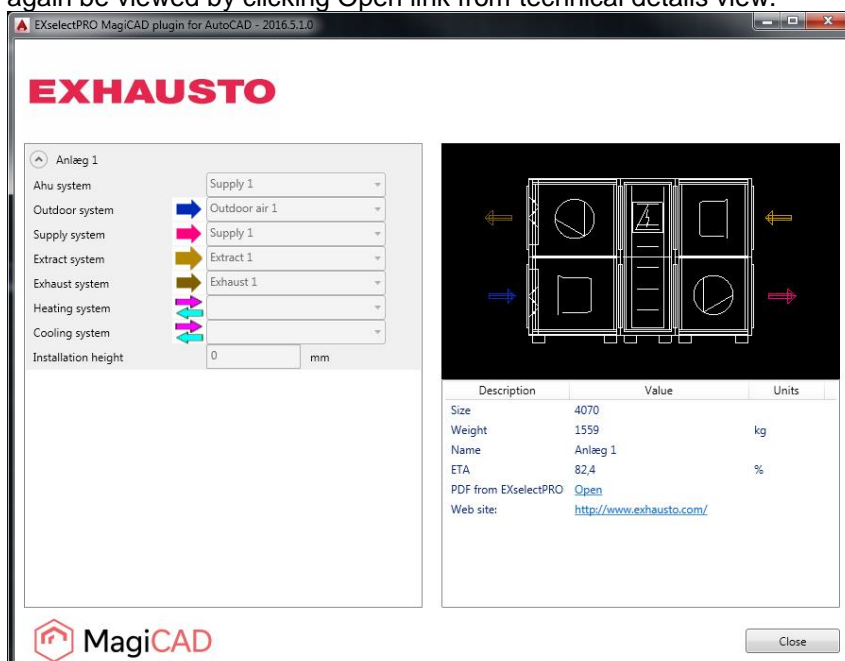 again be viewed by clicking Open link from technical details view.
EXselectPRO MagiCAD plugin for AutoCAD - 2016.5.1.0
EXHAUSTO
Anlæg 1
Ahu system Supply 1
Outdoor system Outdoor air 1
Supply system Supply 1
Extract system Extract 1
Exhaust system Exhaust 1
Heating system
Cooling system
Installation height 0 mm
Description Value Units
Size 4070
Weight 1559 kg
Name Anlæg 1
ETA 82,4 %
PDF from EXselectPRO Open
Web site: http://www.exhausto.com/
MagiCAD
Close